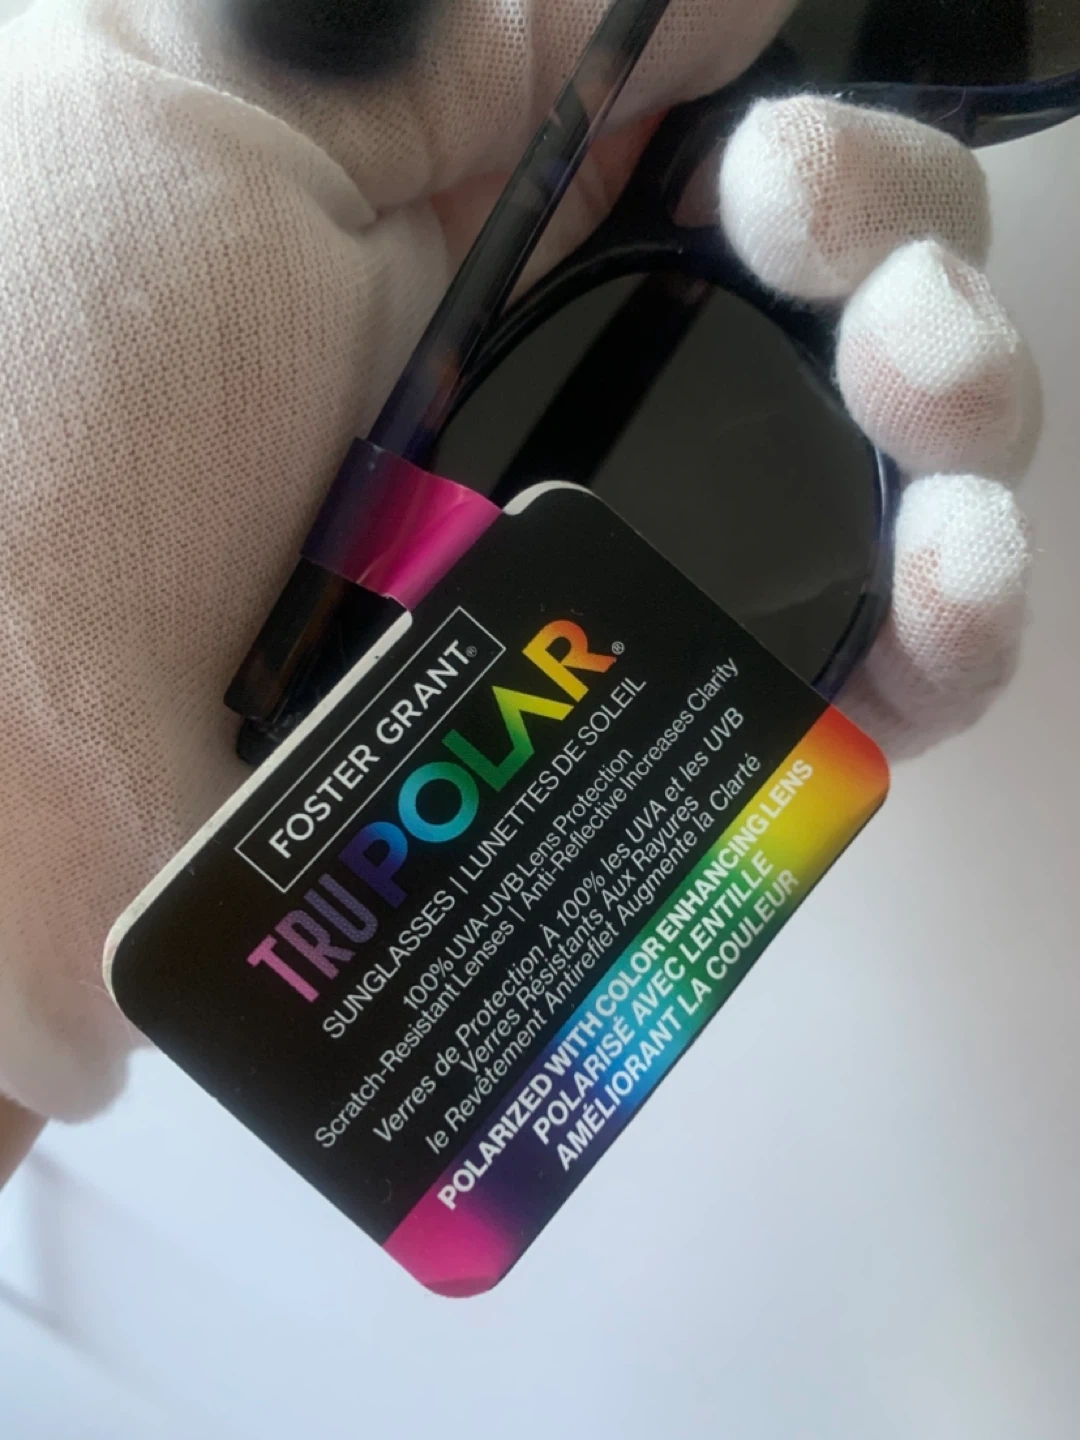 FOSTER GRANT®
TRUPOLAR®
SUNGLASSES | LUNETTES DE SOLEIL
100% UVA-UVB Lens Protection
Scratch-Resistant Lenses | Anti-Reflective Increases Clarity
Verres de Protection À 100% les UVA et les UVB
Verres Résistants Aux Rayures
le Revêtement Antireflet Augmente la Clarté
POLARIZED WITH COLOR ENHANCING LENS
POLARISÉ AVEC LENTILLE
AMÉLIORANT LA COULEUR